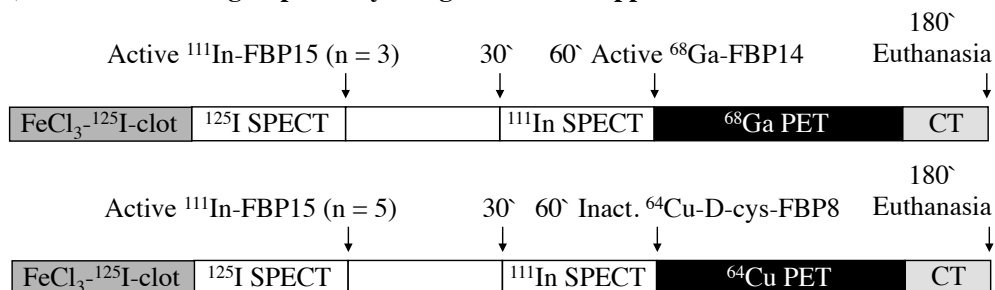 180`
Active ¹¹¹In-FBP15 (n = 3) 30` 60` Active ⁶⁸Ga-FBP14 Euthanasia
FeCl₃-¹²⁵I-clot ¹²⁵I SPECT ¹¹¹In SPECT ⁶⁸Ga PET CT
180`
Active ¹¹¹In-FBP15 (n = 5) 30` 60` Inact. ⁶⁴Cu-D-cys-FBP8 Euthanasia
FeCl₃-¹²⁵I-clot ¹²⁵I SPECT ¹¹¹In SPECT ⁶⁴Cu PET CT